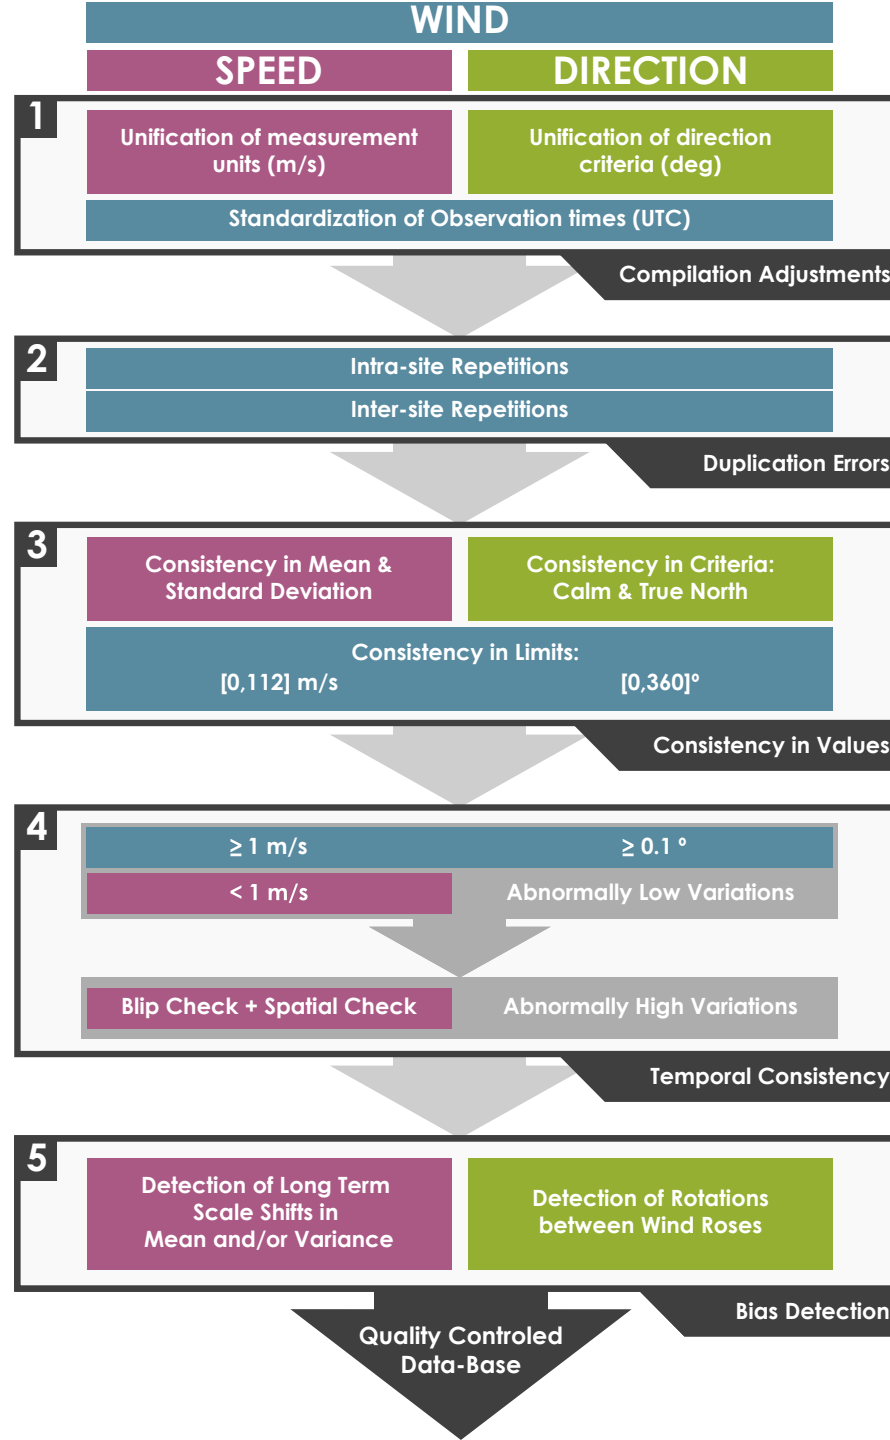 WIND
SPEED
DIRECTION
1
Unification of measurement
units (m/s)
Unification of direction
criteria (deg)
Standardization of Observation times (UTC)
Compilation Adjustments
2
Intra-site Repetitions
Inter-site Repetitions
Duplication Errors
3
Consistency in Mean &
Standard Deviation
Consistency in Criteria:
Calm & True North
Consistency in Limits:
[0,112] m/s
[0,360]º
Consistency in Values
4
≥ 1 m/s
≥ 0.1 º
< 1 m/s
Abnormally Low Variations
Blip Check + Spatial Check
Abnormally High Variations
Temporal Consistency
5
Detection of Long Term
Scale Shifts in
Mean and/or Variance
Detection of Rotations
between Wind Roses
Bias Detection
Quality Controled
Data-Base